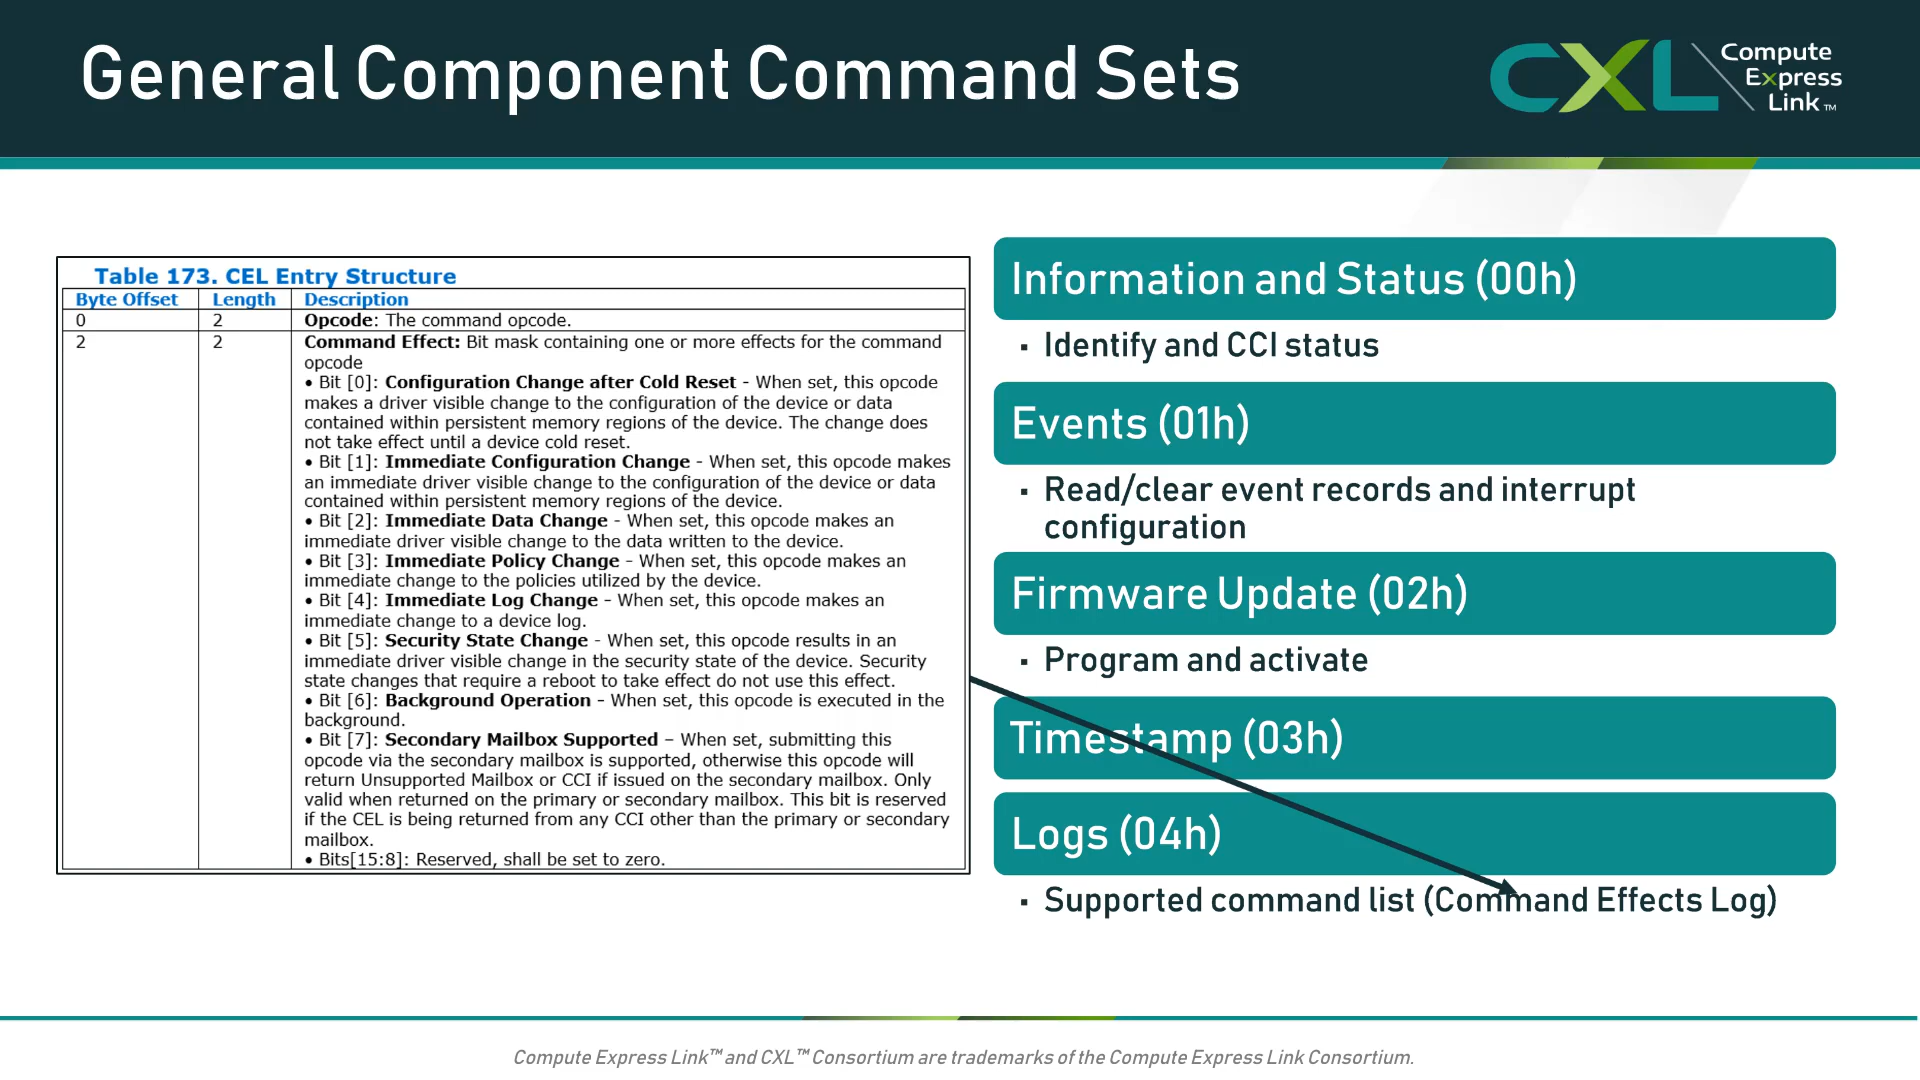 General Component Command Sets
CXL
Compute
Express
Link™
Table 173. CEL Entry Structure
Byte Offset Length Description
0 2 Opcode: The command opcode.
2 2 Command Effect: Bit mask containing one or more effects for the command
opcode
• Bit [0]: Configuration Change after Cold Reset - When set, this opcode
makes a driver visible change to the configuration of the device or data
contained within persistent memory regions of the device. The change does
not take effect until a device cold reset.
• Bit [1]: Immediate Configuration Change - When set, this opcode makes
an immediate driver visible change to the configuration of the device or data
contained within persistent memory regions of the device.
• Bit [2]: Immediate Data Change - When set, this opcode makes an
immediate driver visible change to the data written to the device.
• Bit [3]: Immediate Policy Change - When set, this opcode makes an
immediate change to the policies utilized by the device.
• Bit [4]: Immediate Log Change - When set, this opcode makes an
immediate change to a device log.
• Bit [5]: Security State Change - When set, this opcode results in an
immediate driver visible change in the security state of the device. Security
state changes that require a reboot to take effect do not use this effect.
• Bit [6]: Background Operation - When set, this opcode is executed in the
background.
• Bit [7]: Secondary Mailbox Supported – When set, submitting this
opcode via the secondary mailbox is supported, otherwise this opcode will
return Unsupported Mailbox or CCI if issued on the secondary mailbox. Only
valid when returned on the primary or secondary mailbox. This bit is reserved
if the CEL is being returned from any CCI other than the primary or secondary
mailbox.
• Bits[15:8]: Reserved, shall be set to zero.
Information and Status (00h)
▪ Identify and CCI status
Events (01h)
▪ Read/clear event records and interrupt
configuration
Firmware Update (02h)
▪ Program and activate
Timestamp (03h)
Logs (04h)
▪ Supported command list (Command Effects Log)
Compute Express Link™ and CXL™ Consortium are trademarks of the Compute Express Link Consortium.